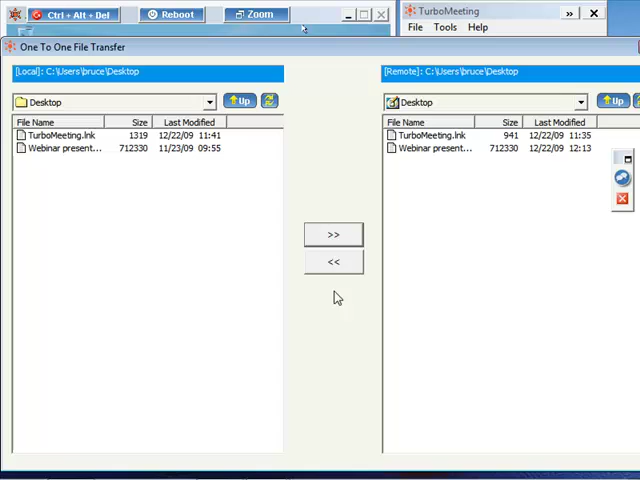 Ctrl + Alt + Del
Reboot
Zoom
TurboMeeting
»
File Tools Help
One To One File Transfer
[Local]: C:\Users\bruce\Desktop
[Remote]: C:\Users\bruce\Desktop
Desktop
Up
Desktop
Up
File Name Size Last Modified
File Name Size Last Modified
TurboMeeting.lnk 1319 12/22/09 11:41
TurboMeeting.lnk 941 12/22/09 11:35
Webinar present... 712330 11/23/09 09:55
Webinar present... 712330 12/22/09 12:13
>>
<<